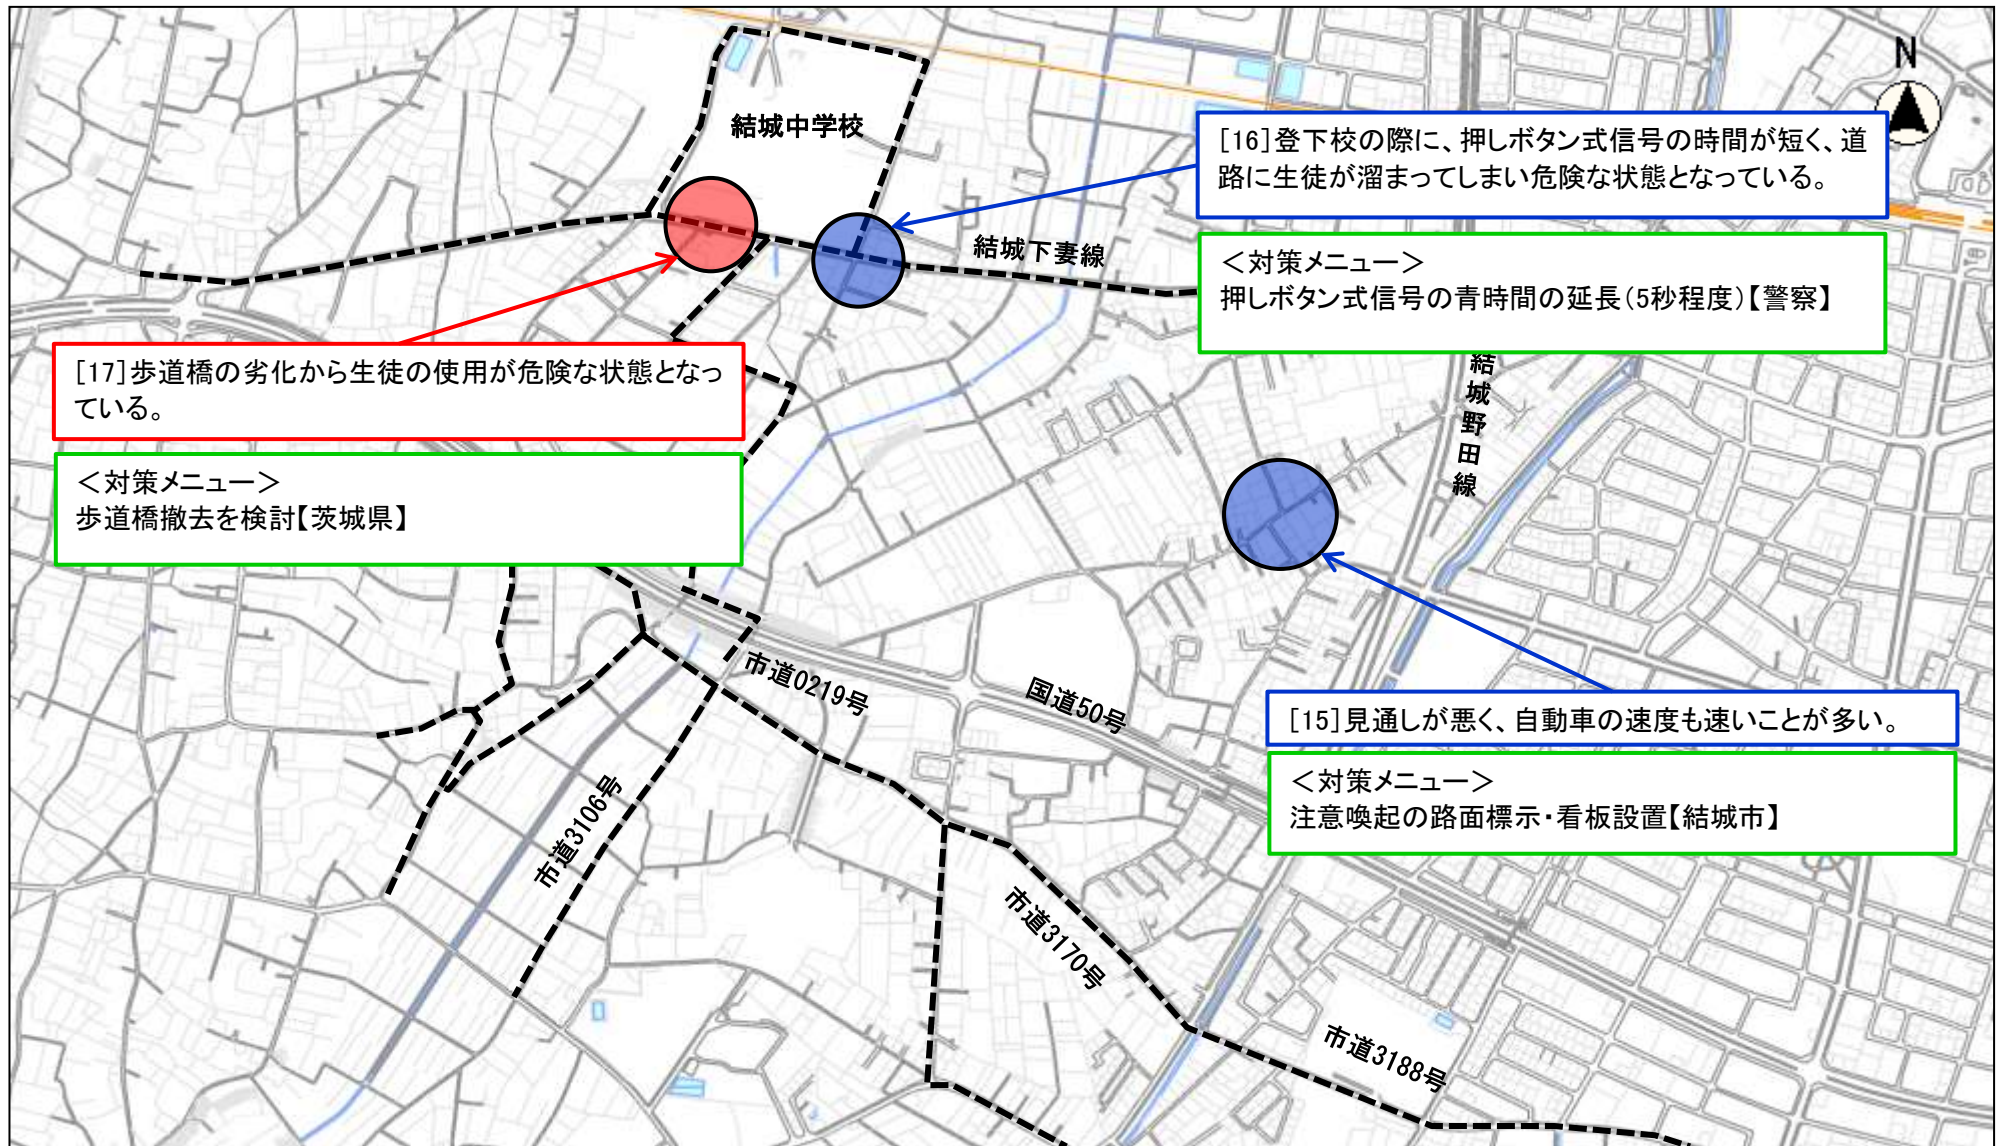 N
結城中学校
[16]登下校の際に、押しボタン式信号の時間が短く、道
路に生徒が溜まってしまい危険な状態となっている。
結城下妻線
＜対策メニュー＞
押しボタン式信号の青時間の延長(5秒程度)【警察】
[17]歩道橋の劣化から生徒の使用が危険な状態となっ
ている。
＜対策メニュー＞
歩道橋撤去を検討【茨城県】
結城野田線
市道0219号
国道50号
[15]見通しが悪く、自動車の速度も速いことが多い。
＜対策メニュー＞
注意喚起の路面標示・看板設置【結城市】
市道3106号
市道3170号
市道3188号